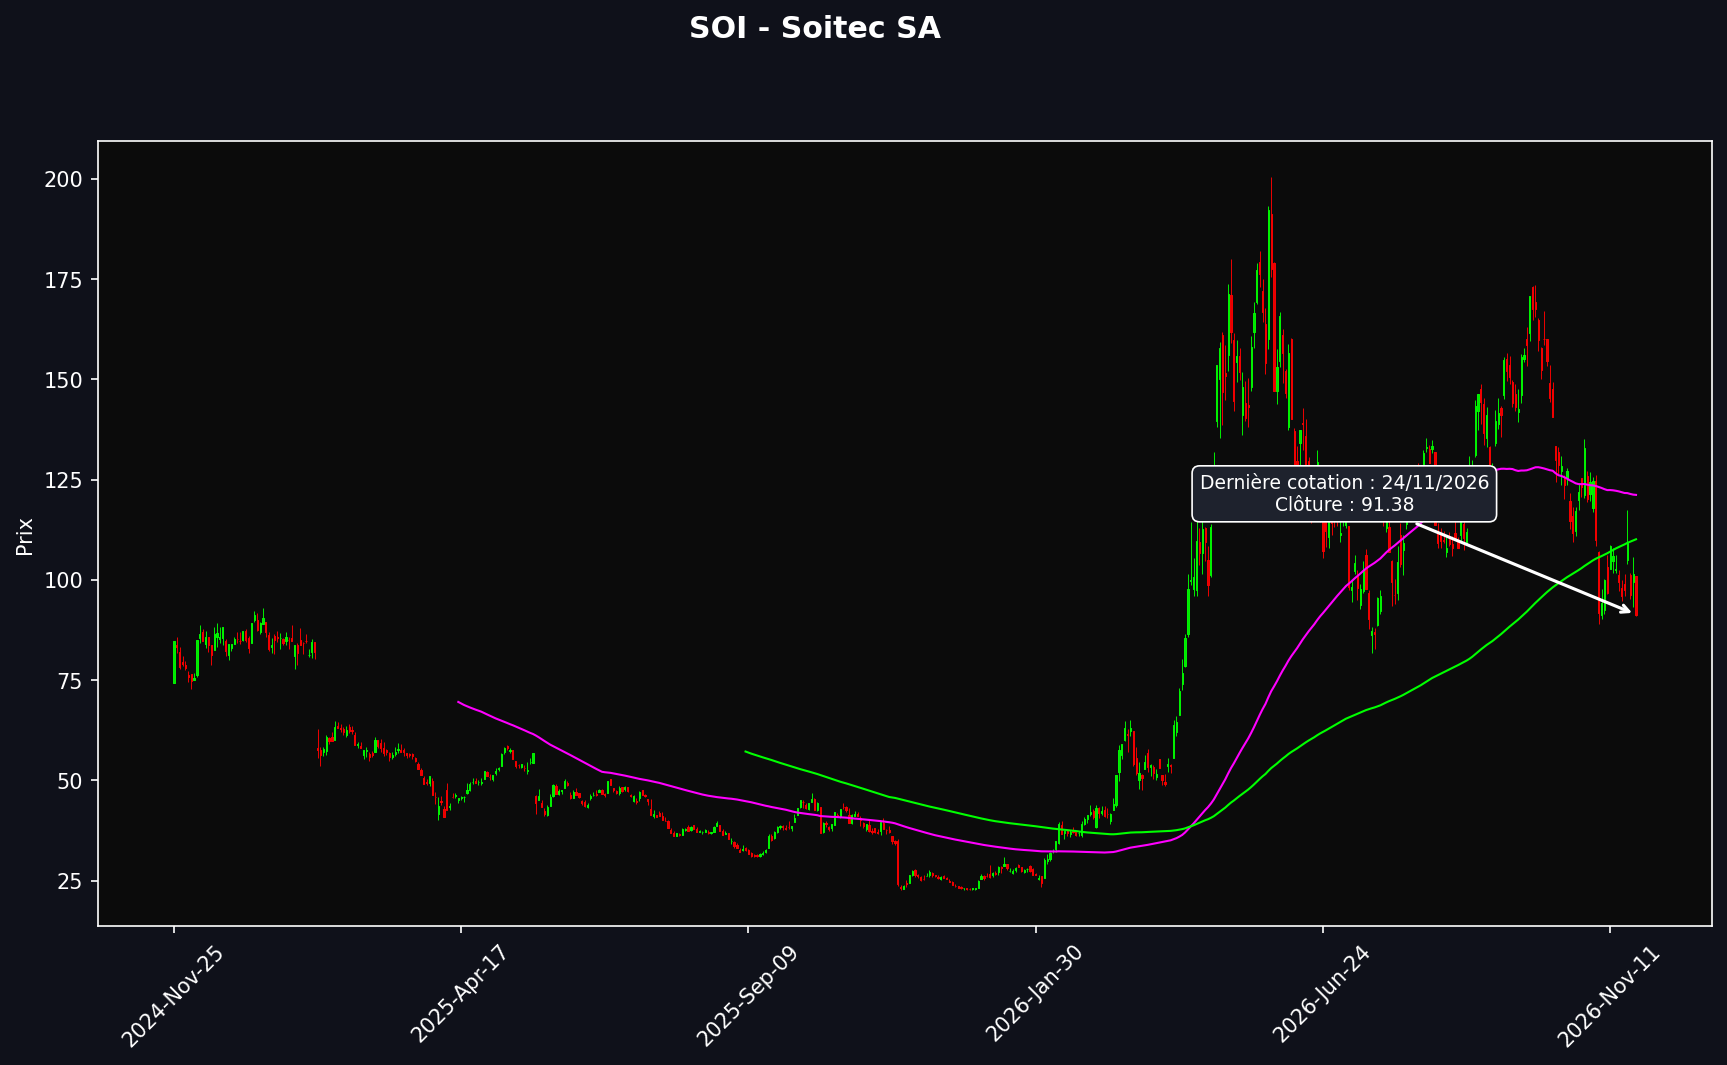 SOI - Soitec SA
Prix
200
175
150
125
100
75
50
25
Dernière cotation : 24/11/2026
Clôture : 91.38
2024-Nov-25
2025-Apr-17
2025-Sep-09
2026-Jan-30
2026-Jun-24
2026-Nov-11